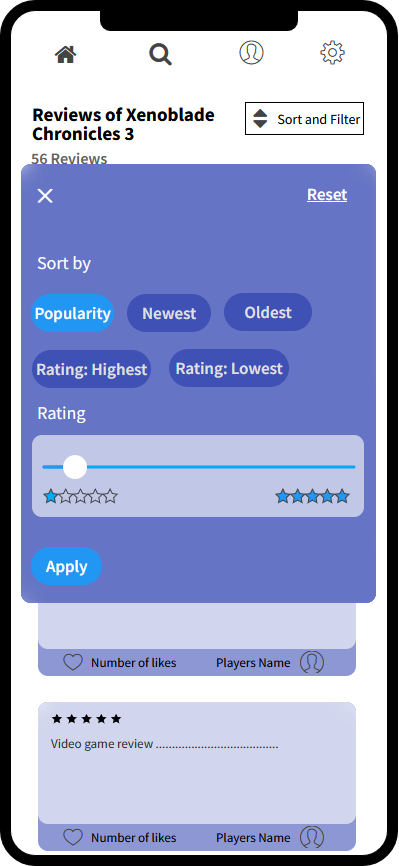 Reviews of Xenoblade
Chronicles 3
Sort and Filter
56 Reviews
Reset
Sort by
Popularity
Newest
Oldest
Rating: Highest
Rating: Lowest
Rating
Apply
Number of likes
Players Name
Video game review .....................................
Number of likes
Players Name